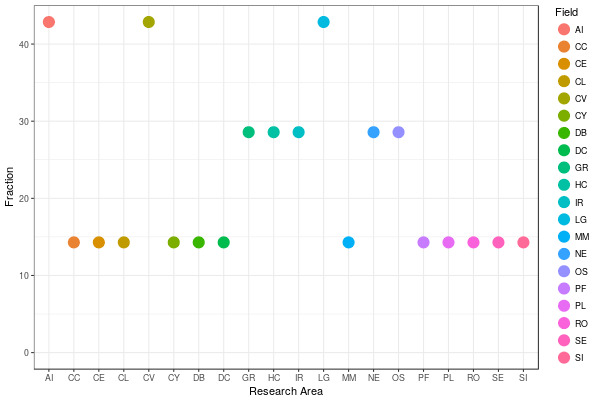 Field
AI
CC
CE
CL
CV
CY
DB
DC
GR
HC
IR
LG
MM
NE
OS
PF
PL
RO
SE
SI
40
30
20
10
0
Fraction
AI CC CE CL CV CY DB DC GR HC IR LG MM NE OS PF PL RO SE SI
Research Area